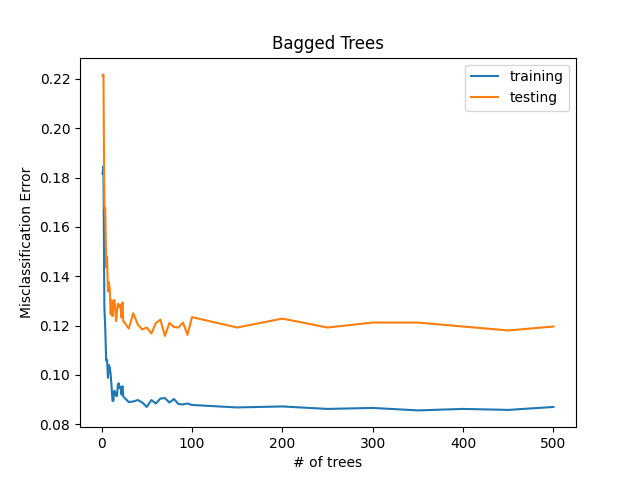 Bagged Trees
training
testing
Misclassification Error
0.22
0.20
0.18
0.16
0.14
0.12
0.10
0.08
0
100
200
300
400
500
# of trees